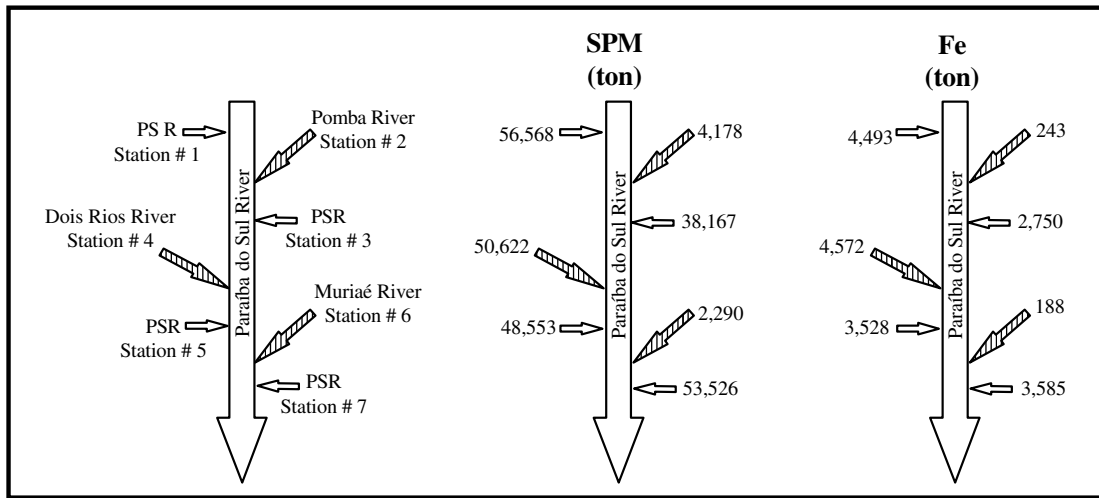 PS R
Station # 1
Pomba River
Station # 2
PSR
Station # 3
Dois Rios River
Station # 4
PSR
Station # 5
Muriaé River
Station # 6
PSR
Station # 7
Paraíba do Sul River
SPM
(ton)
56,568
4,178
38,167
50,622
48,553
2,290
53,526
Paraíba do Sul River
Fe
(ton)
4,493
243
2,750
4,572
3,528
188
3,585
Paraíba do Sul River